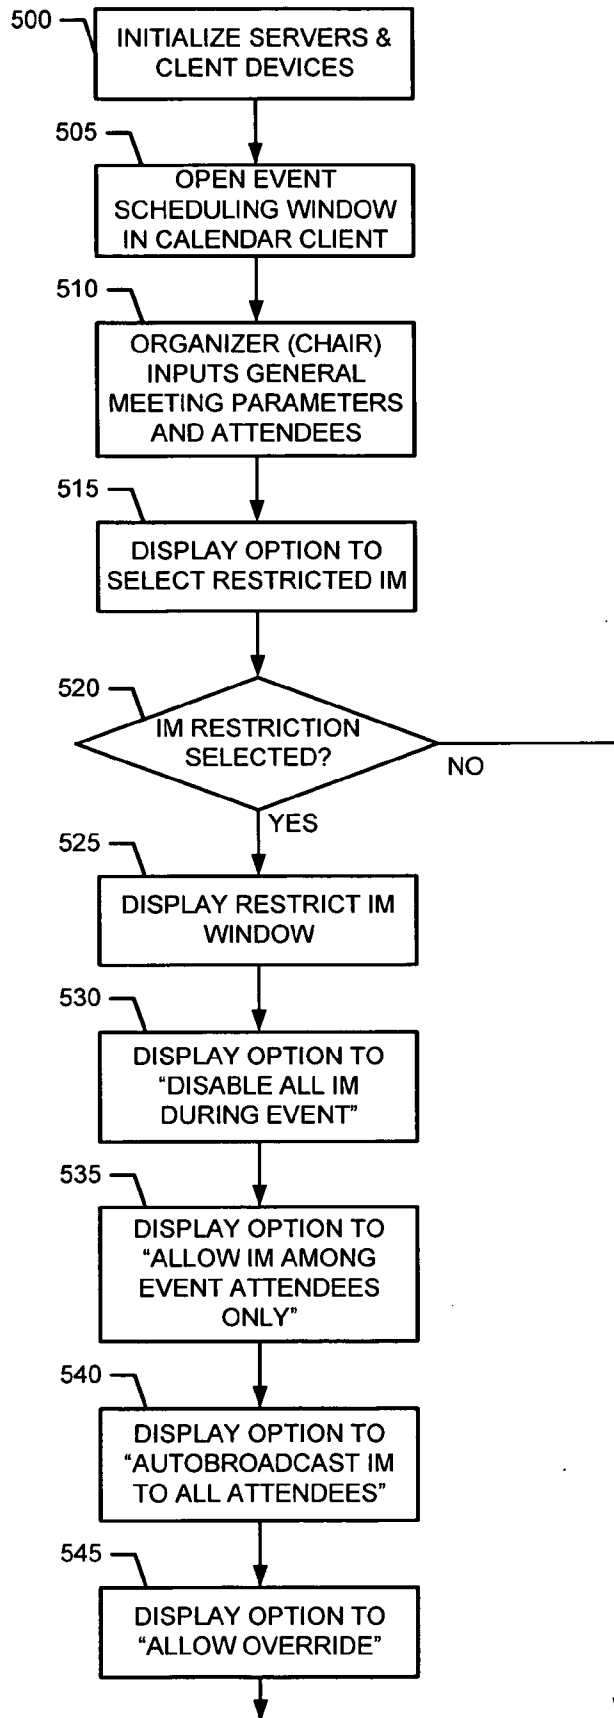 500
INITIALIZE SERVERS &
CLENT DEVICES
505
OPEN EVENT
SCHEDULING WINDOW
IN CALENDAR CLIENT
510
ORGANIZER (CHAIR)
INPUTS GENERAL
MEETING PARAMETERS
AND ATTENDEES
515
DISPLAY OPTION TO
SELECT RESTRICTED IM
520
IM RESTRICTION
SELECTED?
NO
YES
525
DISPLAY RESTRICT IM
WINDOW
530
DISPLAY OPTION TO
“DISABLE ALL IM
DURING EVENT”
535
DISPLAY OPTION TO
“ALLOW IM AMONG
EVENT ATTENDEES
ONLY”
540
DISPLAY OPTION TO
“AUTOBROADCAST IM
TO ALL ATTENDEES”
545
DISPLAY OPTION TO
“ALLOW OVERRIDE”